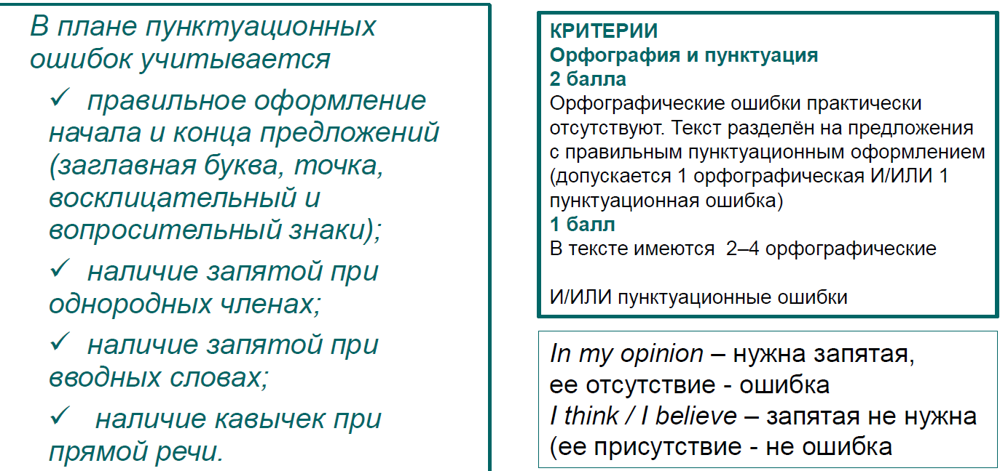 В плане пунктуационных
ошибок учитывается
✓ правильное оформление
начала и конца предложений
(заглавная буква, точка,
восклицательный и
вопросительный знаки);
✓ наличие запятой при
однородных членах;
✓ наличие запятой при
вводных словах;
✓ наличие кавычек при
прямой речи.
КРИТЕРИИ
Орфография и пунктуация
2 балла
Орфографические ошибки практически
отсутствуют. Текст разделён на предложения
с правильным пунктуационным оформлением
(допускается 1 орфографическая И/ИЛИ 1
пунктуационная ошибка)
1 балл
В тексте имеются 2–4 орфографические
И/ИЛИ пунктуационные ошибки
In my opinion – нужна запятая,
ее отсутствие - ошибка
I think / I believe – запятая не нужна
(ее присутствие - не ошибка